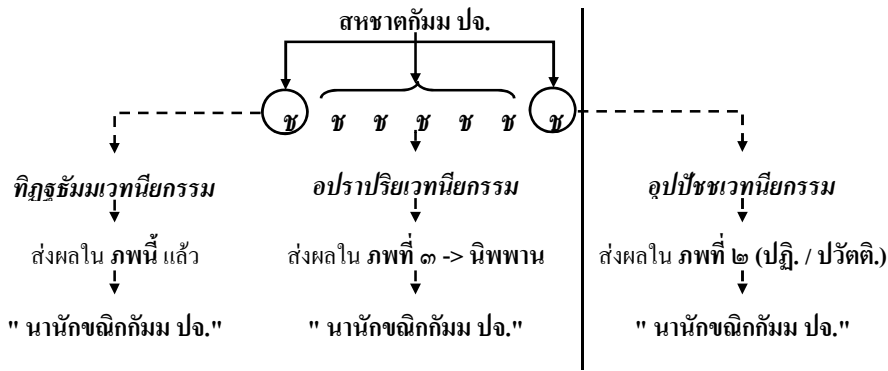 สหชาตกัมม ปจ.
ช ช ช ช ช ช ช
ทิฏฐธัมมเวทนียกรรม อปราปริยเวทนียกรรม อุปปัชชเวทนียกรรม
ส่งผลใน ภพนี้ แล้ว ส่งผลใน ภพที่ ๓ -> นิพพาน ส่งผลใน ภพที่ ๒ (ปฏิ. / ปวัตติ.)
" นานักขณิกกัมม ปจ." " นานักขณิกกัมม ปจ." " นานักขณิกกัมม ปจ."